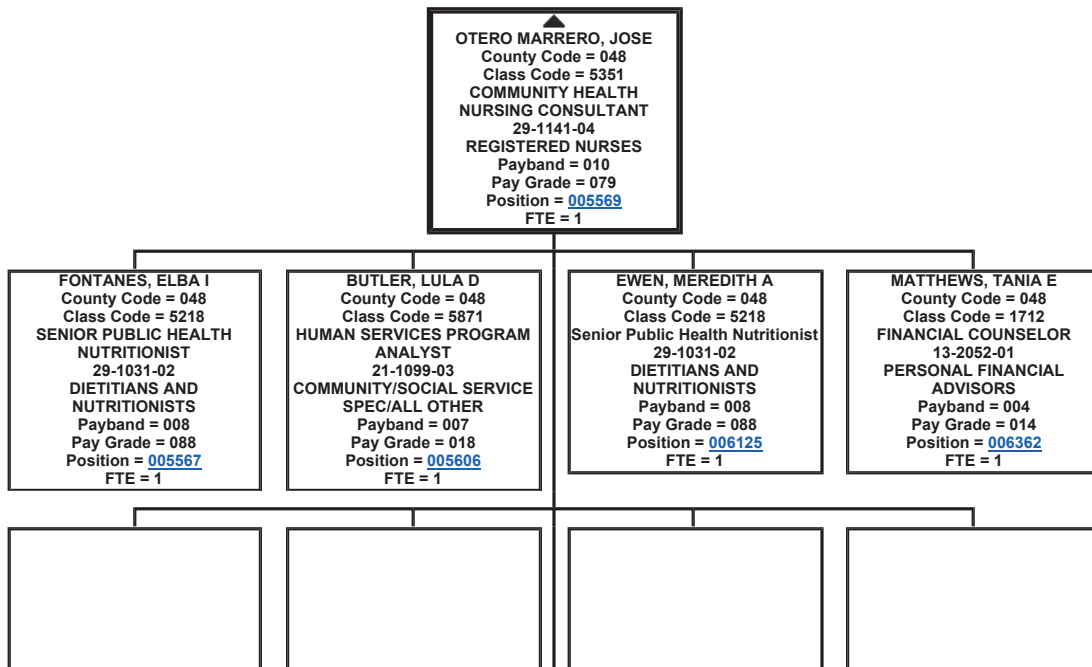 OTERO MARRERO, JOSE
County Code = 048
Class Code = 5351
COMMUNITY HEALTH
NURSING CONSULTANT
29-1141-04
REGISTERED NURSES
Payband = 010
Pay Grade = 079
Position = 005569
FTE = 1
FONTANES, ELBA I
County Code = 048
Class Code = 5218
SENIOR PUBLIC HEALTH
NUTRITIONIST
29-1031-02
DIETITIANS AND
NUTRITIONISTS
Payband = 008
Pay Grade = 088
Position = 005567
FTE = 1
BUTLER, LULA D
County Code = 048
Class Code = 5871
HUMAN SERVICES PROGRAM
ANALYST
21-1099-03
COMMUNITY/SOCIAL SERVICE
SPEC/ALL OTHER
Payband = 007
Pay Grade = 018
Position = 005606
FTE = 1
EWEN, MEREDITH A
County Code = 048
Class Code = 5218
Senior Public Health Nutritionist
29-1031-02
DIETITIANS AND
NUTRITIONISTS
Payband = 008
Pay Grade = 088
Position = 006125
FTE = 1
MATTHEWS, TANIA E
County Code = 048
Class Code = 1712
FINANCIAL COUNSELOR
13-2052-01
PERSONAL FINANCIAL
ADVISORS
Payband = 004
Pay Grade = 014
Position = 006362
FTE = 1